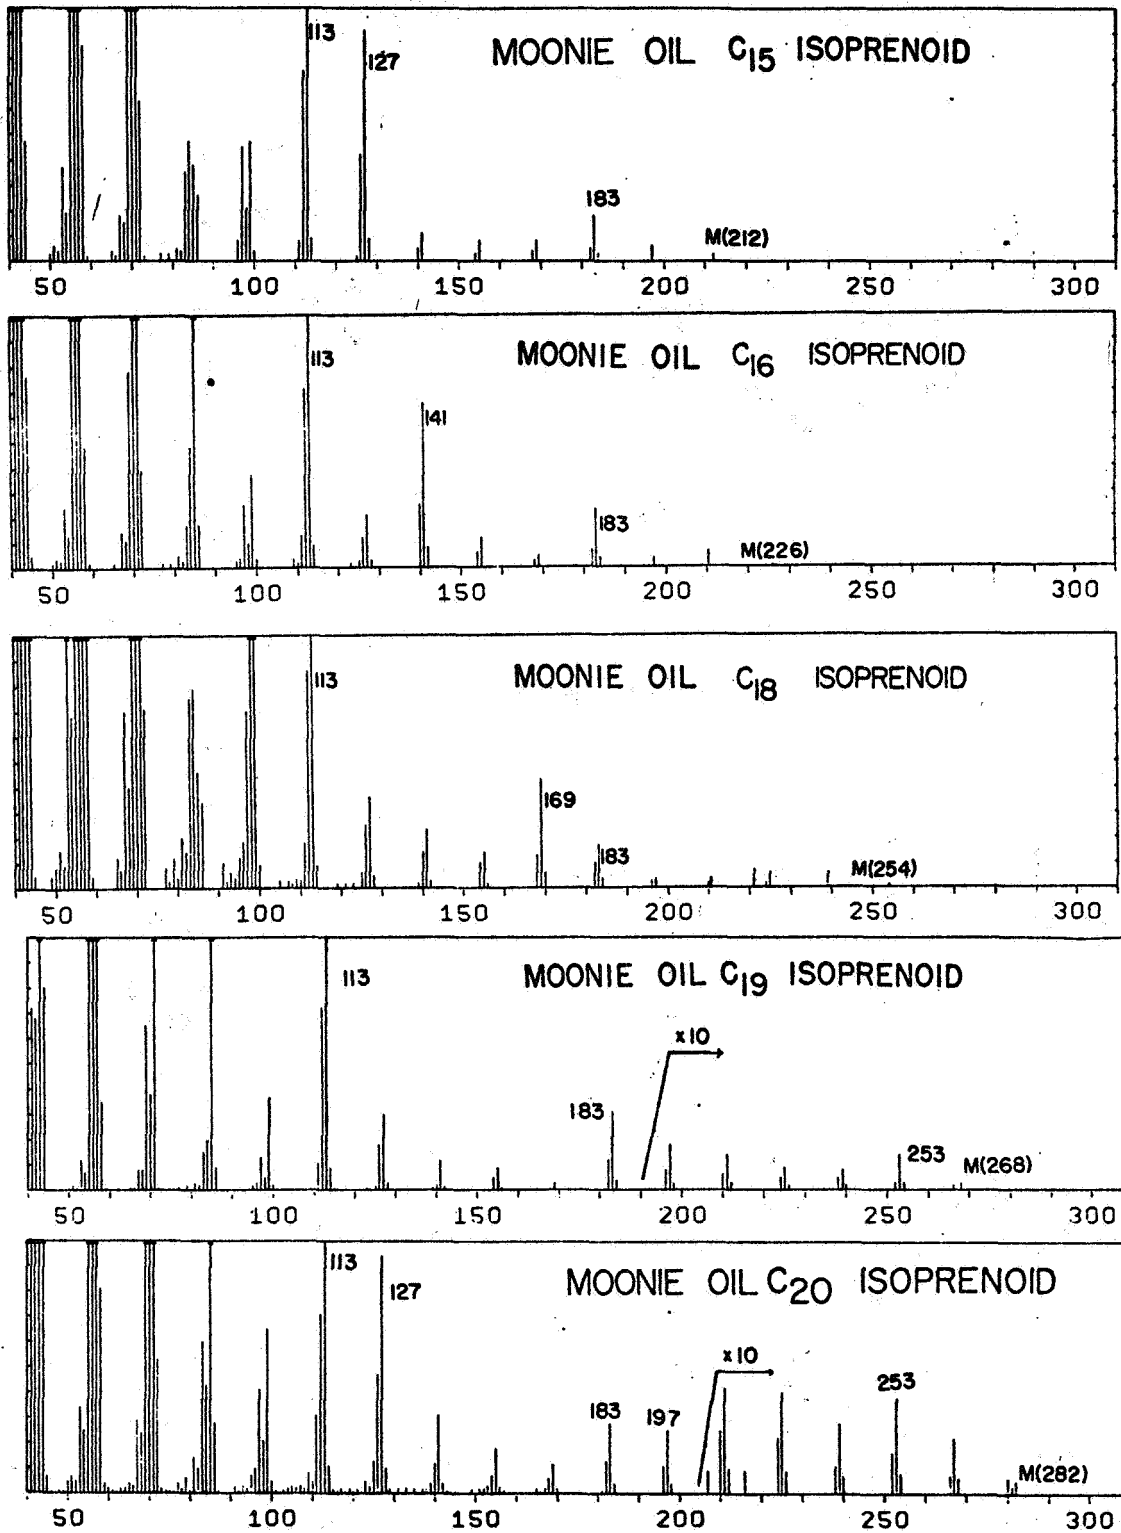 MOONIE OIL C15 ISOPRENOID
113
127
183
M(212)
50 100 150 200 250 300
MOONIE OIL C16 ISOPRENOID
113
141
183
M(226)
50 100 150 200 250 300
MOONIE OIL C18 ISOPRENOID
113
169
183
M(254)
50 100 150 200 250 300
MOONIE OIL C19 ISOPRENOID
113
x10
183
253
M(268)
50 100 150 200 250 300
MOONIE OIL C20 ISOPRENOID
113
127
x10
183
197
253
M(282)
50 100 150 200 250 300